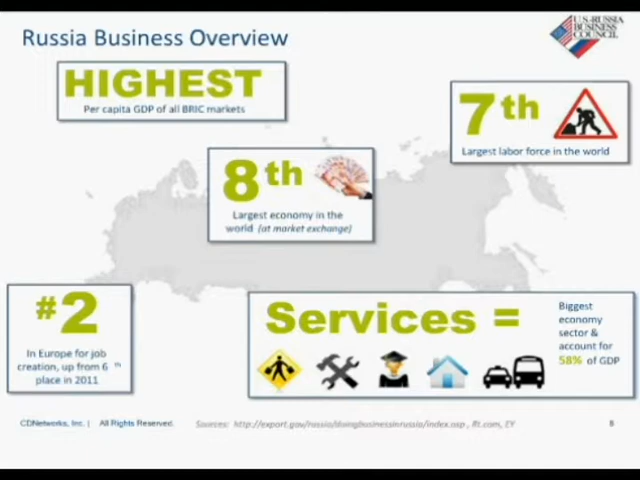 Russia Business Overview
U.S.-RUSSIA
BUSINESS
COUNCIL
HIGHEST
Per capita GDP of all BRIC markets
7th
Largest labor force in the world
8th
Largest economy in the
world (at market exchange)
#2
In Europe for job
creation, up from 6 th
place in 2011
Services =
Biggest
economy
sector &
account for
58% of GDP
CDNetworks, Inc. | All Rights Reserved.
Sources: http://export.gov/russia/doingbusinessinrussia/index.asp , Rt.com, EY
8